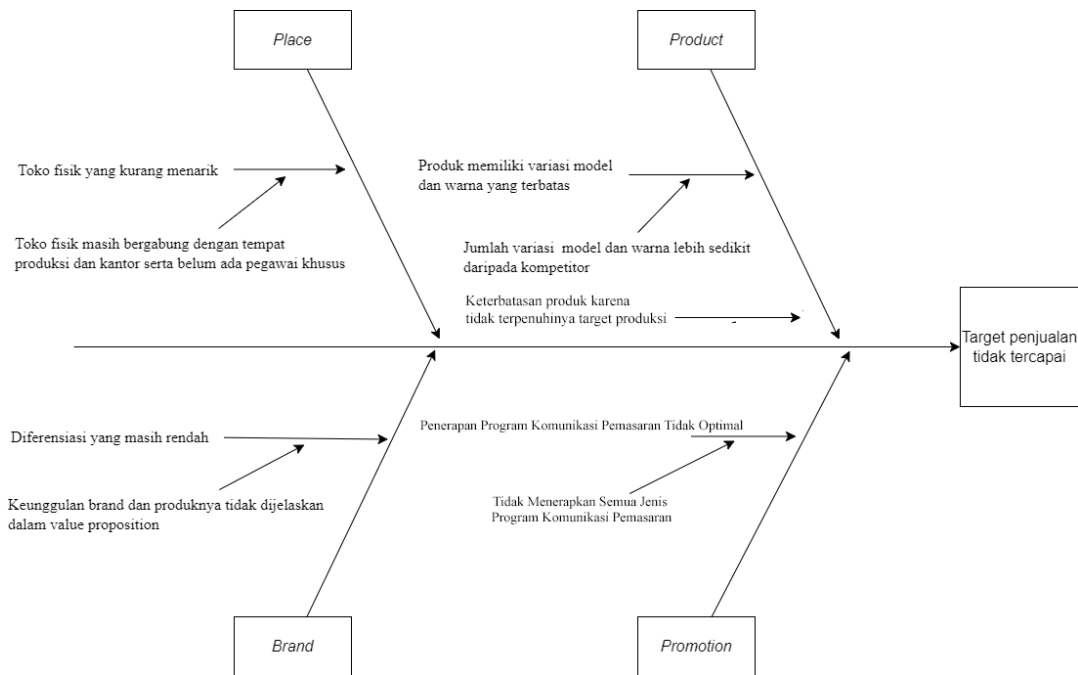 Place
Product
Toko fisik yang kurang menarik
Produk memiliki variasi model
dan warna yang terbatas
Toko fisik masih bergabung dengan tempat
produksi dan kantor serta belum ada pegawai khusus
Jumlah variasi model dan warna lebih sedikit
daripada kompetitor
Keterbatasan produk karena
tidak terpenuhinya target produksi
Target penjualan
tidak tercapai
Diferensiasi yang masih rendah
Penerapan Program Komunikasi Pemasaran Tidak Optimal
Keunggulan brand dan produknya tidak dijelaskan
dalam value proposition
Tidak Menerapkan Semua Jenis
Program Komunikasi Pemasaran
Brand
Promotion